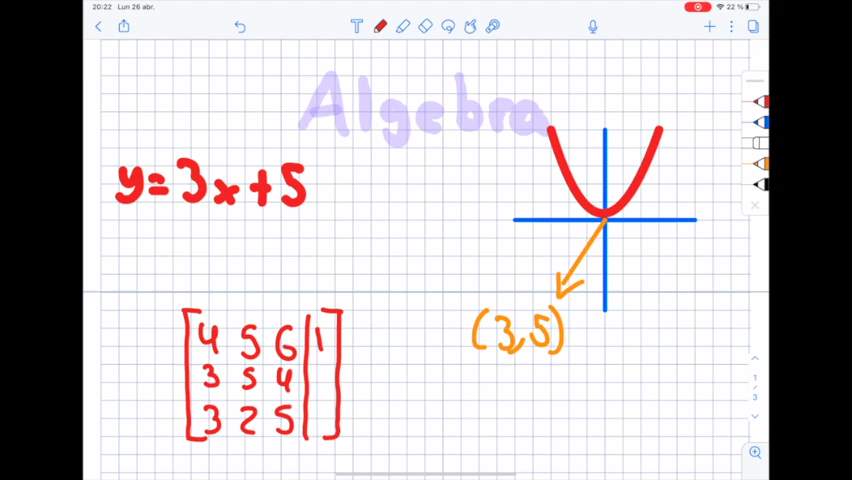 20:22 Lun 26 abr. 22 %
T
Algebra
y=3x+5
4 5 6 1
3 5 4
3 2 5
(3,5)
1
3